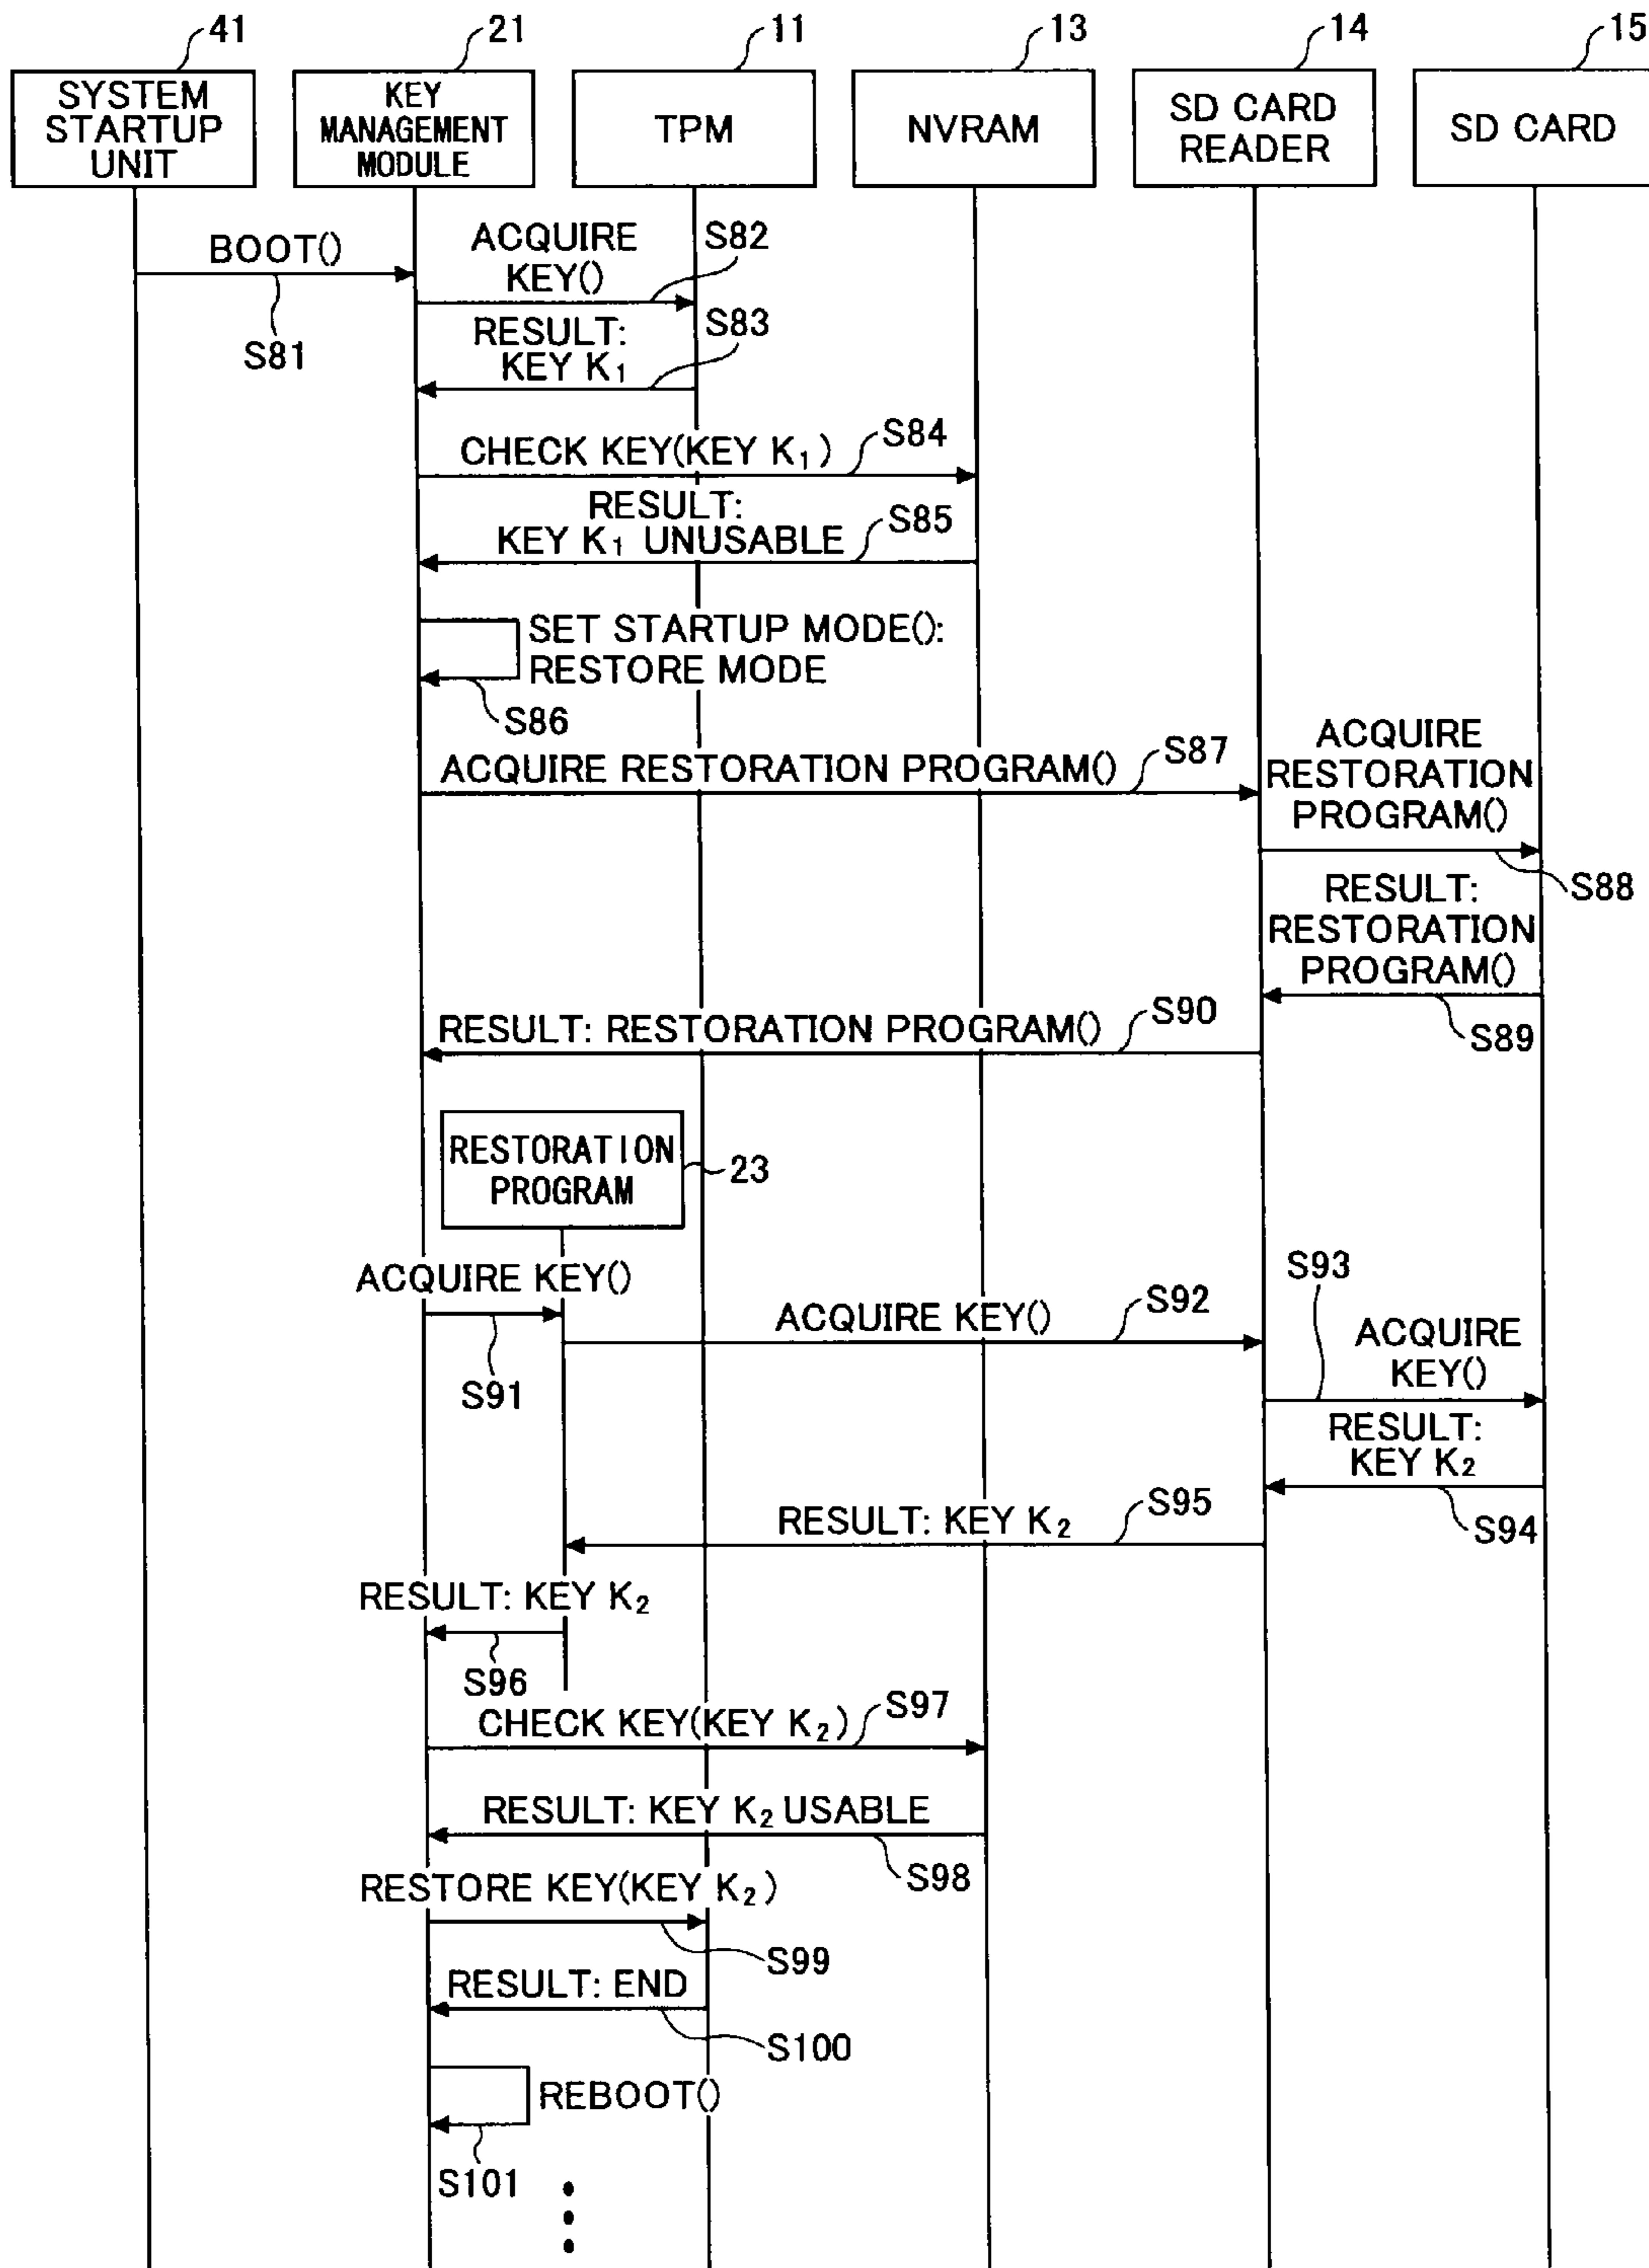 41
21
11
13
14
15
SYSTEM
STARTUP
UNIT
KEY
MANAGEMENT
MODULE
TPM
NVRAM
SD CARD
READER
SD CARD
BOOT()
S81
ACQUIRE
KEY()
S82
RESULT:
KEY K₁
S83
CHECK KEY(KEY K₁)
S84
RESULT:
KEY K₁ UNUSABLE
S85
SET STARTUP MODE():
RESTORE MODE
S86
ACQUIRE RESTORATION PROGRAM()
S87
ACQUIRE
RESTORATION
PROGRAM()
S88
RESULT:
RESTORATION
PROGRAM()
S89
RESULT: RESTORATION PROGRAM()
S90
RESTORATION
PROGRAM
23
ACQUIRE KEY()
S91
ACQUIRE KEY()
S92
S93
ACQUIRE
KEY()
RESULT:
KEY K₂
S94
RESULT: KEY K₂
S95
RESULT: KEY K₂
S96
CHECK KEY(KEY K₂)
S97
RESULT: KEY K₂ USABLE
S98
RESTORE KEY(KEY K₂)
S99
RESULT: END
S100
REBOOT()
S101